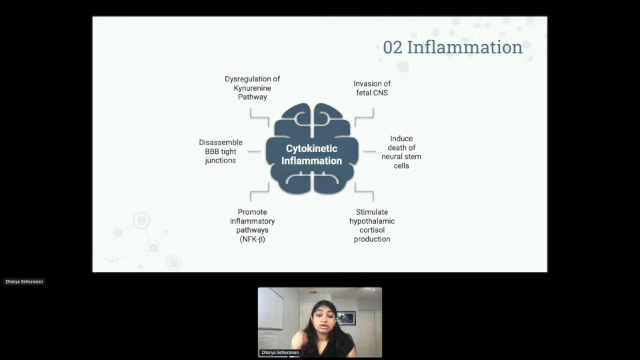 02 Inflammation
Dysregulation of
Kynurenine
Pathway
Invasion of
fetal CNS
Disassemble
BBB tight
junctions
Cytokinetic
Inflammation
Induce
death of
neural stem
cells
Promote
inflammatory
pathways
(NFK-β)
Stimulate
hypothalamic
cortisol
production